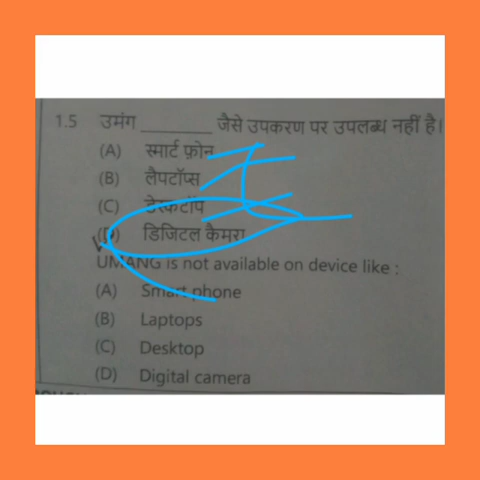 1.5 उमंग ________ जैसे उपकरण पर उपलब्ध नहीं है।
(A) स्मार्ट फ़ोन
(B) लैपटॉप्स
(C) डेस्कटॉप
(D) डिजिटल कैमरा
UMANG is not available on device like :
(A) Smart phone
(B) Laptops
(C) Desktop
(D) Digital camera